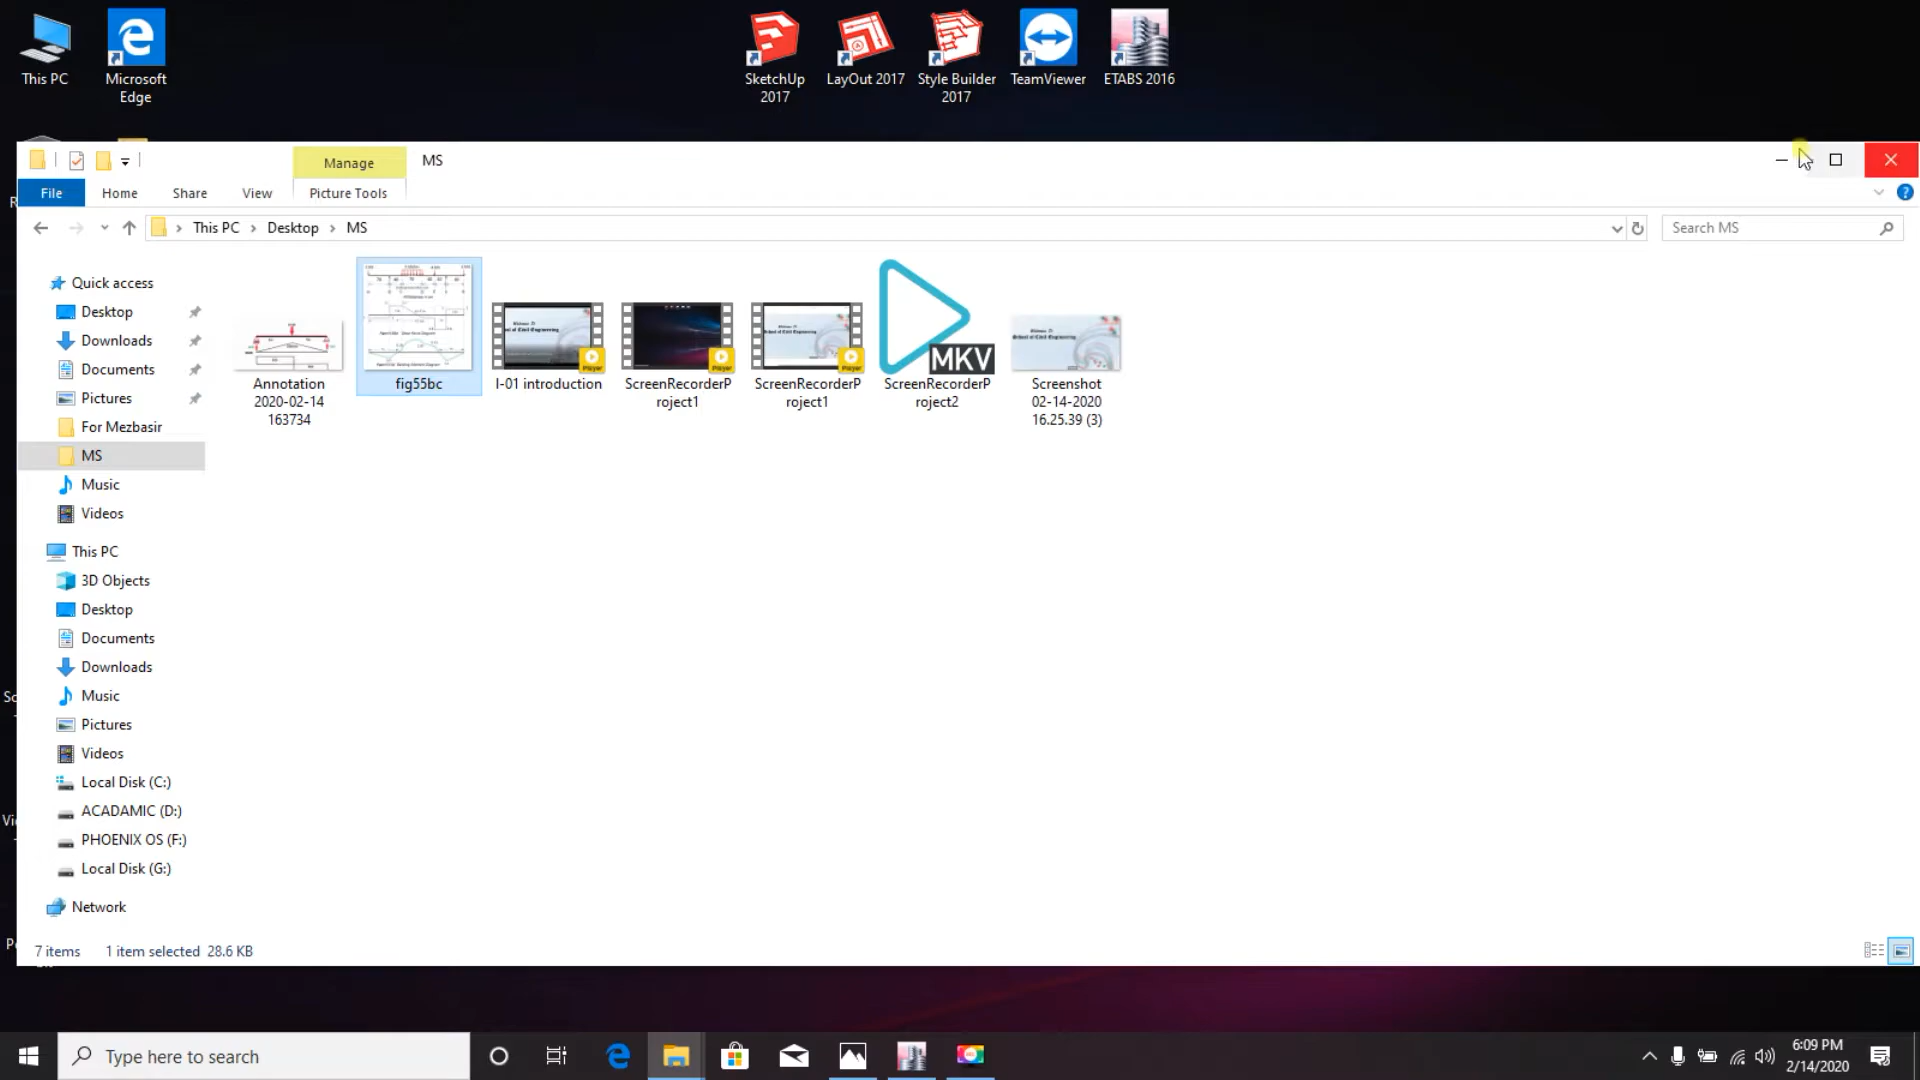 This PC
Microsoft
Edge
SketchUp
2017
LayOut 2017
Style Builder
2017
TeamViewer
ETABS 2016
Manage
MS
File
Home
Share
View
Picture Tools
This PC
Desktop
MS
Search MS
Quick access
Desktop
Downloads
Documents
Pictures
For Mezbasir
MS
Music
Videos
This PC
3D Objects
Desktop
Documents
Downloads
Music
Pictures
Videos
Local Disk (C:)
ACADAMIC (D:)
PHOENIX OS (F:)
Local Disk (G:)
Network
Annotation
2020-02-14
163734
fig55bc
I-01 introduction
ScreenRecorderP
roject1
ScreenRecorderP
roject1
MKV
ScreenRecorderP
roject2
Screenshot
02-14-2020
16.25.39 (3)
7 items
1 item selected 28.6 KB
Type here to search
6:09 PM
2/14/2020